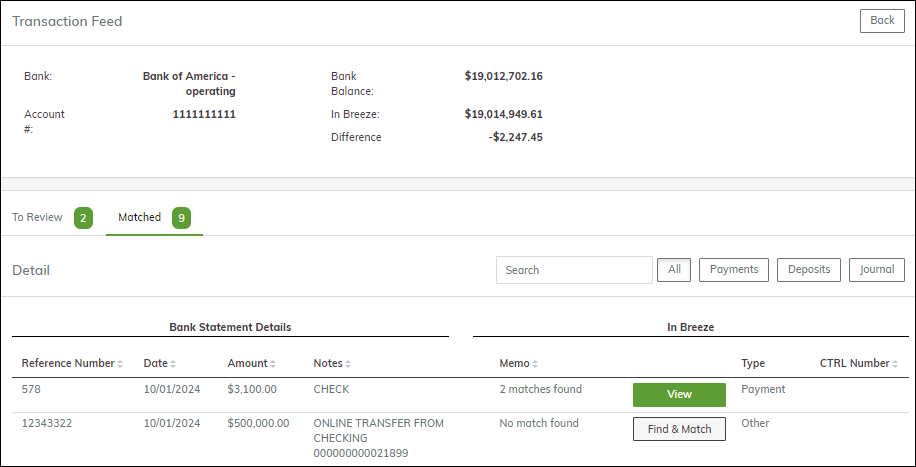 Transaction Feed Back
Bank: Bank of America - Bank $19,012,702.16
operating Balance:
Account 1111111111 In Breeze: $19,014,949.61
#:
Difference -$2,247.45
To Review 2 Matched 9
Detail Search All Payments Deposits Journal
Bank Statement Details In Breeze
Reference Number Date Amount Notes Memo Type CTRL Number
578 10/01/2024 $3,100.00 CHECK 2 matches found View Payment
12343322 10/01/2024 $500,000.00 ONLINE TRANSFER FROM No match found Find & Match Other
CHECKING
000000000021899